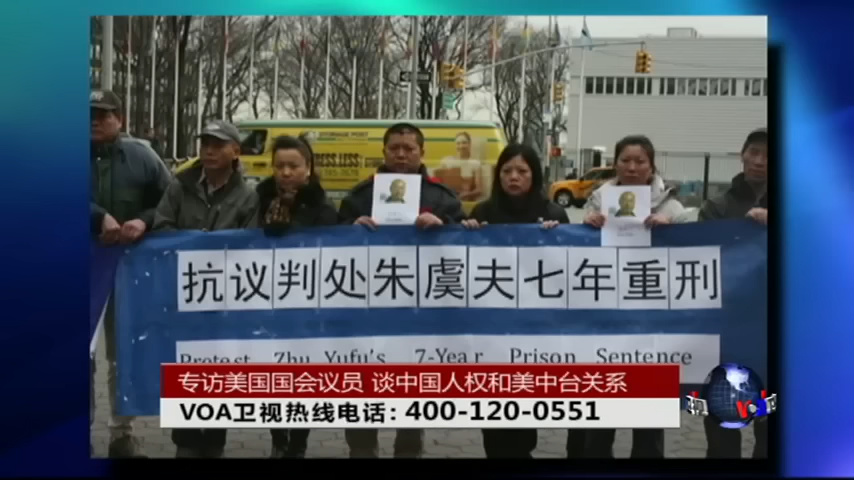 抗议判处朱虞夫七年重刑
Protest Zhu Yufu's 7-Year Prison Sentence
专访美国国会议员 谈中国人权和美中台关系
VOA卫视热线电话：400-120-0551
VOA